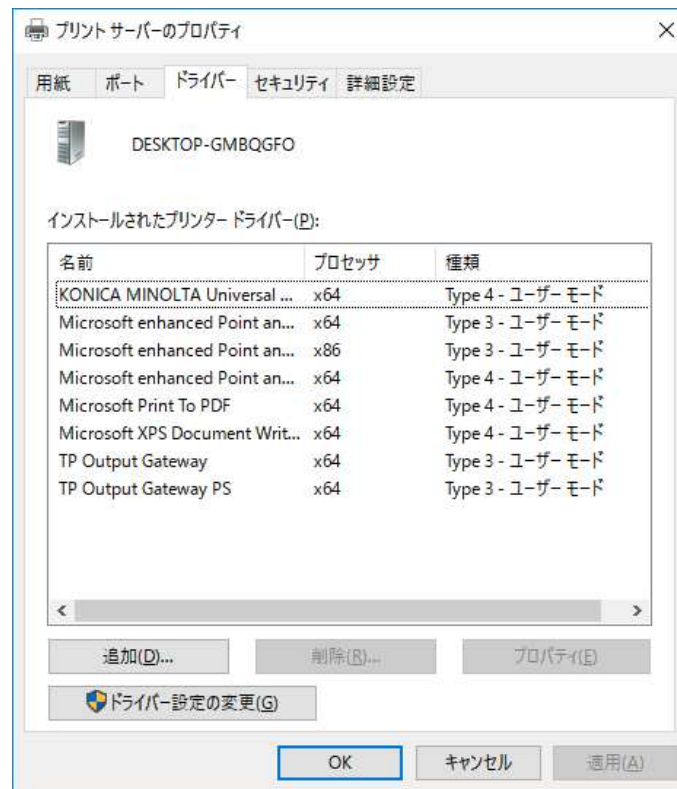 プリント サーバーのプロパティ
用紙 ポート ドライバー セキュリティ 詳細設定
DESKTOP-GMBQGFO
インストールされたプリンター ドライバー(P):
名前 プロセッサ 種類
KONICA MINOLTA Universal ... x64 Type 4 - ユーザー モード
Microsoft enhanced Point an... x64 Type 3 - ユーザー モード
Microsoft enhanced Point an... x86 Type 3 - ユーザー モード
Microsoft enhanced Point an... x64 Type 4 - ユーザー モード
Microsoft Print To PDF x64 Type 4 - ユーザー モード
Microsoft XPS Document Writ... x64 Type 4 - ユーザー モード
TP Output Gateway x64 Type 3 - ユーザー モード
TP Output Gateway PS x64 Type 3 - ユーザー モード
追加(D)... 削除(R)... プロパティ(E)
ドライバー設定の変更(G)
OK キャンセル 適用(A)